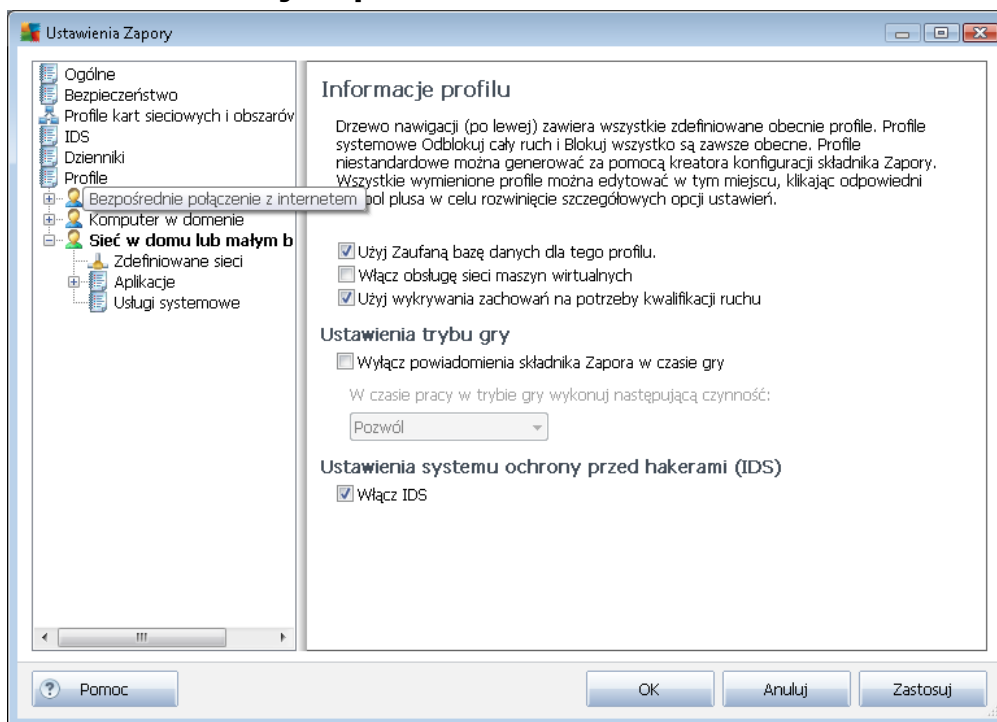 Ustawienia Zapory
Ogólne
Bezpieczeństwo
Profile kart sieciowych i obszarów
IDS
Dzienniki
Profile
Bezpośrednie połączenie z internetem
Komputer w domenie
Sieć w domu lub małym b
Zdefiniowane sieci
Aplikacje
Usługi systemowe
Informacje profilu
Drzewo nawigacji (po lewej) zawiera wszystkie zdefiniowane obecnie profile. Profile
systemowe Odblokuj cały ruch i Blokuj wszystko są zawsze obecne. Profile
niestandardowe można generować za pomocą kreatora konfiguracji składnika Zapory.
Wszystkie wymienione profile można edytować w tym miejscu, klikając odpowiedni
pol plusa w celu rozwinięcie szczegółowych opcji ustawień.
Użyj Zaufaną bazę danych dla tego profilu.
Włącz obsługę sieci maszyn wirtualnych
Użyj wykrywania zachowań na potrzeby kwalifikacji ruchu
Ustawienia trybu gry
Wyłącz powiadomienia składnika Zapora w czasie gry
W czasie pracy w trybie gry wykonuj następującą czynność:
Pozwól
Ustawienia systemu ochrony przed hakerami (IDS)
Włącz IDS
Pomoc
OK
Anuluj
Zastosuj